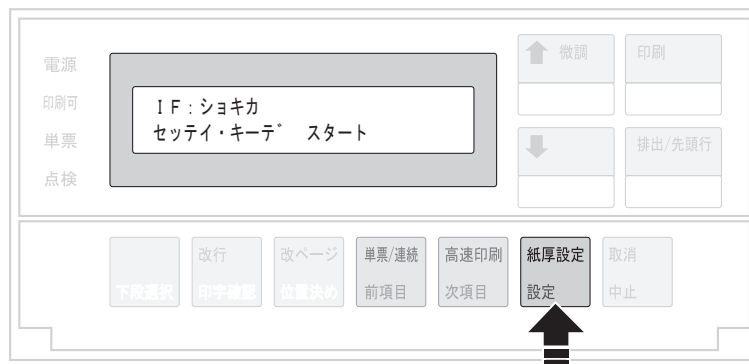 電源
印刷可
単票
点検
IF:ショキカ
セッテイ・キーデ゛ スタート
微調
印刷
排出/先頭行
下段選択
改行
印字確認
改ページ
位置決め
単票/連続
前項目
高速印刷
次項目
紙厚設定
設定
取消
中止